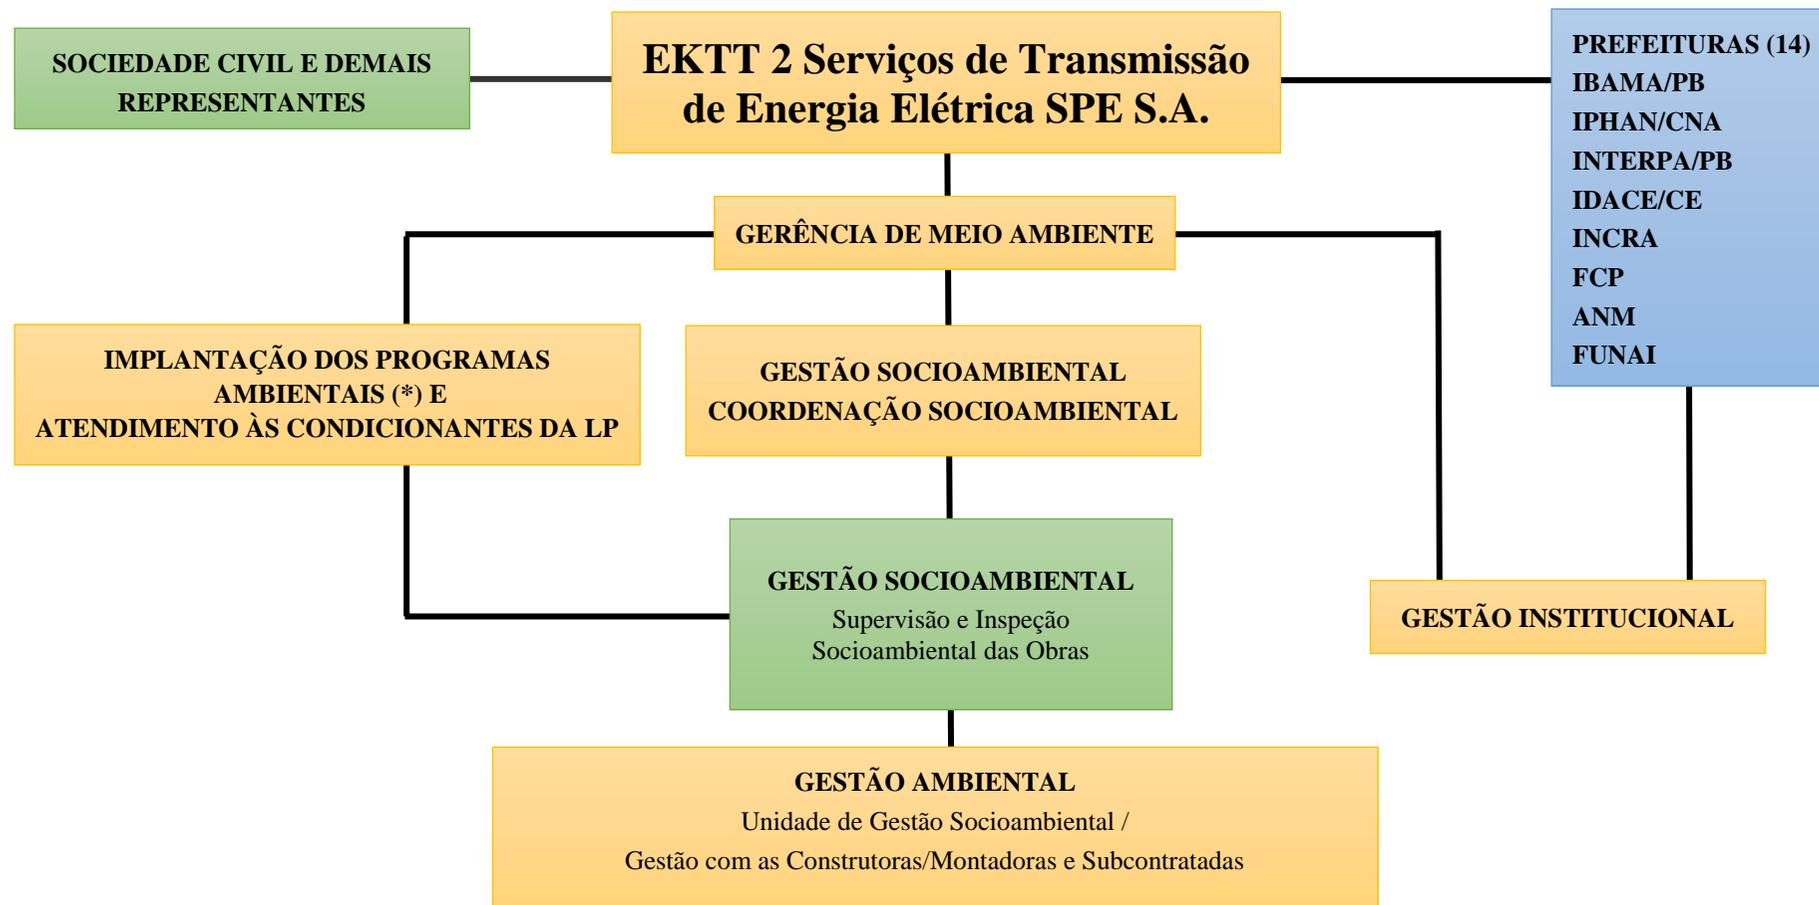 SOCIEDADE CIVIL E DEMAIS
REPRESENTANTES
EKTT 2 Serviços de Transmissão
de Energia Elétrica SPE S.A.
PREFEITURAS (14)
IBAMA/PB
IPHAN/CNA
INTERPA/PB
IDACE/CE
INCRA
FCP
ANM
FUNAI
GERÊNCIA DE MEIO AMBIENTE
IMPLANTAÇÃO DOS PROGRAMAS
AMBIENTAIS (*) E
ATENDIMENTO ÀS CONDICIONANTES DA LP
GESTÃO SOCIOAMBIENTAL
COORDENAÇÃO SOCIOAMBIENTAL
GESTÃO SOCIOAMBIENTAL
Supervisão e Inspeção
Socioambiental das Obras
GESTÃO INSTITUCIONAL
GESTÃO AMBIENTAL
Unidade de Gestão Socioambiental /
Gestão com as Construtoras/Montadoras e Subcontratadas